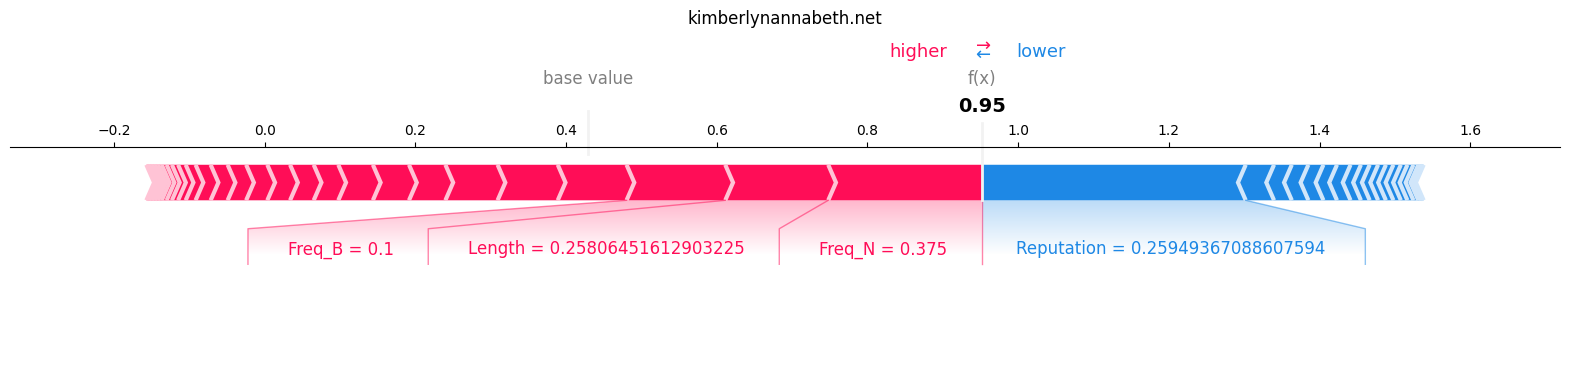 kimberlynannabeth.net
higher ⇄ lower
base value f(x)
0.95
−0.2 0.0 0.2 0.4 0.6 0.8 1.0 1.2 1.4 1.6
Freq_B = 0.1 Length = 0.25806451612903225 Freq_N = 0.375 Reputation = 0.25949367088607594